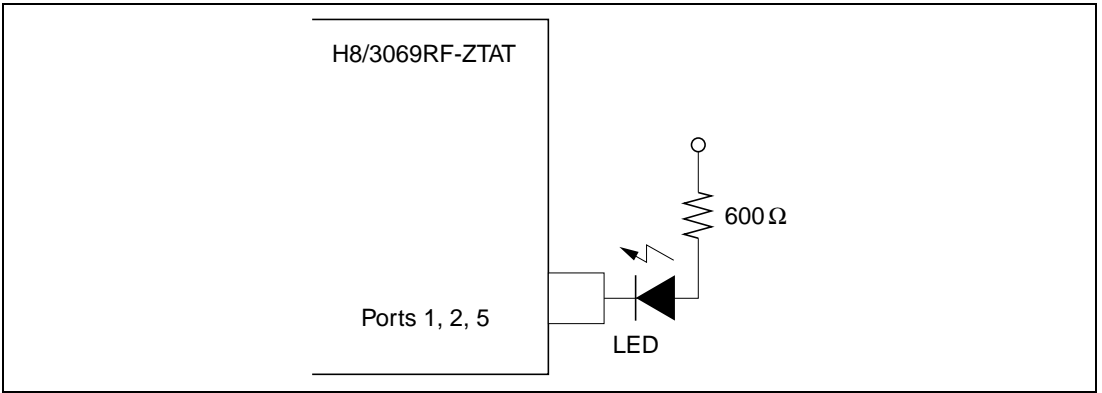 H8/3069RF-ZTAT
600 Ω
Ports 1, 2, 5
LED